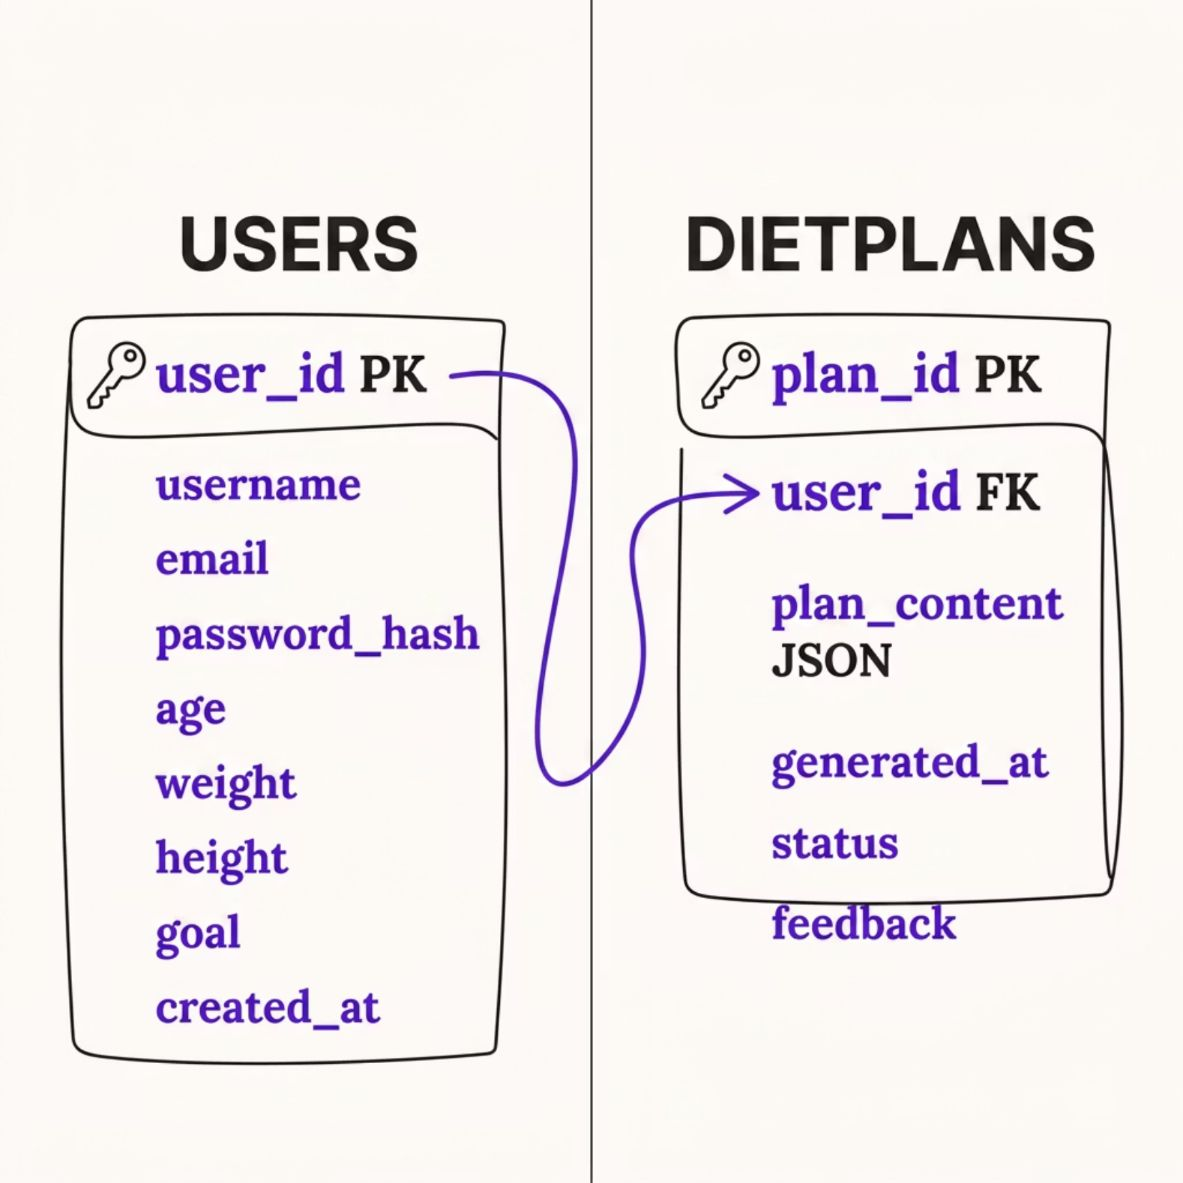 USERS
user_id PK
username
email
password_hash
age
weight
height
goal
created_at
DIETPLANS
plan_id PK
user_id FK
plan_content
JSON
generated_at
status
feedback